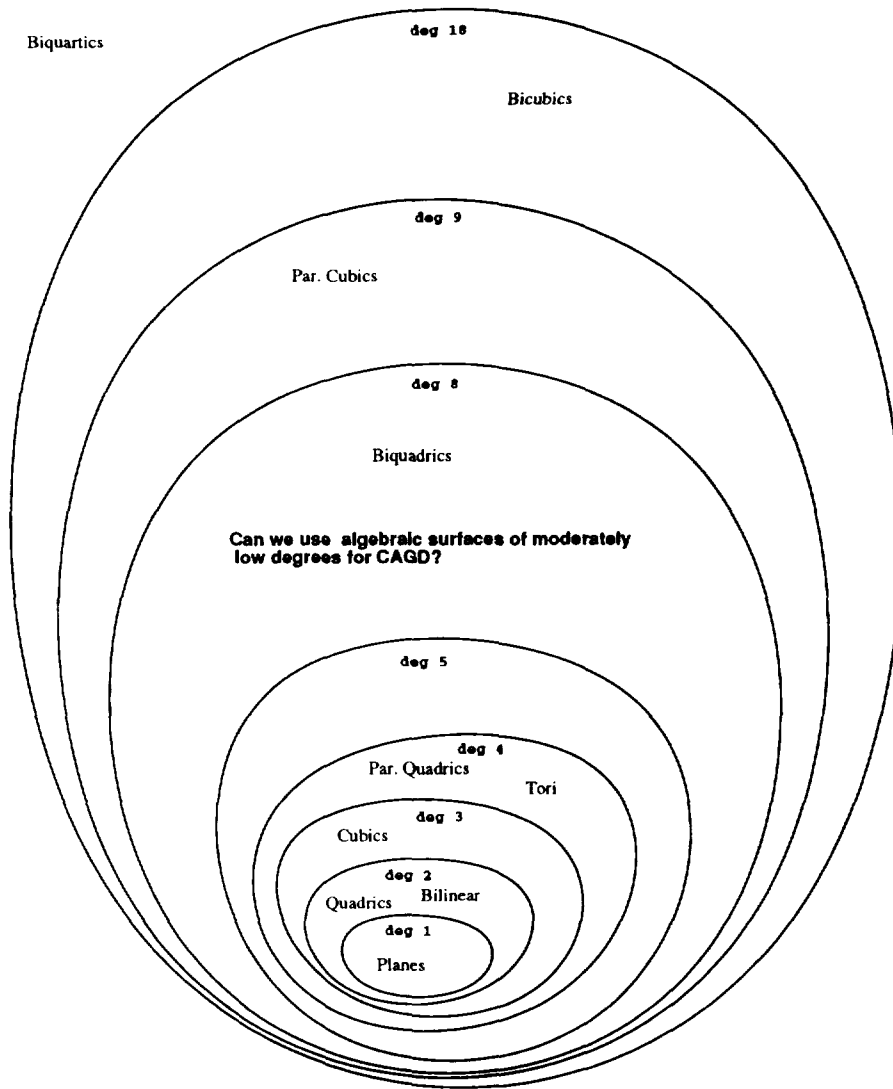 deg 18
Biquartics
Bicubics
deg 9
Par. Cubics
deg 8
Biquadrics
Can we use algebraic surfaces of moderately
low degrees for CAGD?
deg 5
deg 4
Par. Quadrics
Tori
deg 3
Cubics
deg 2
Bilinear
Quadrics
deg 1
Planes